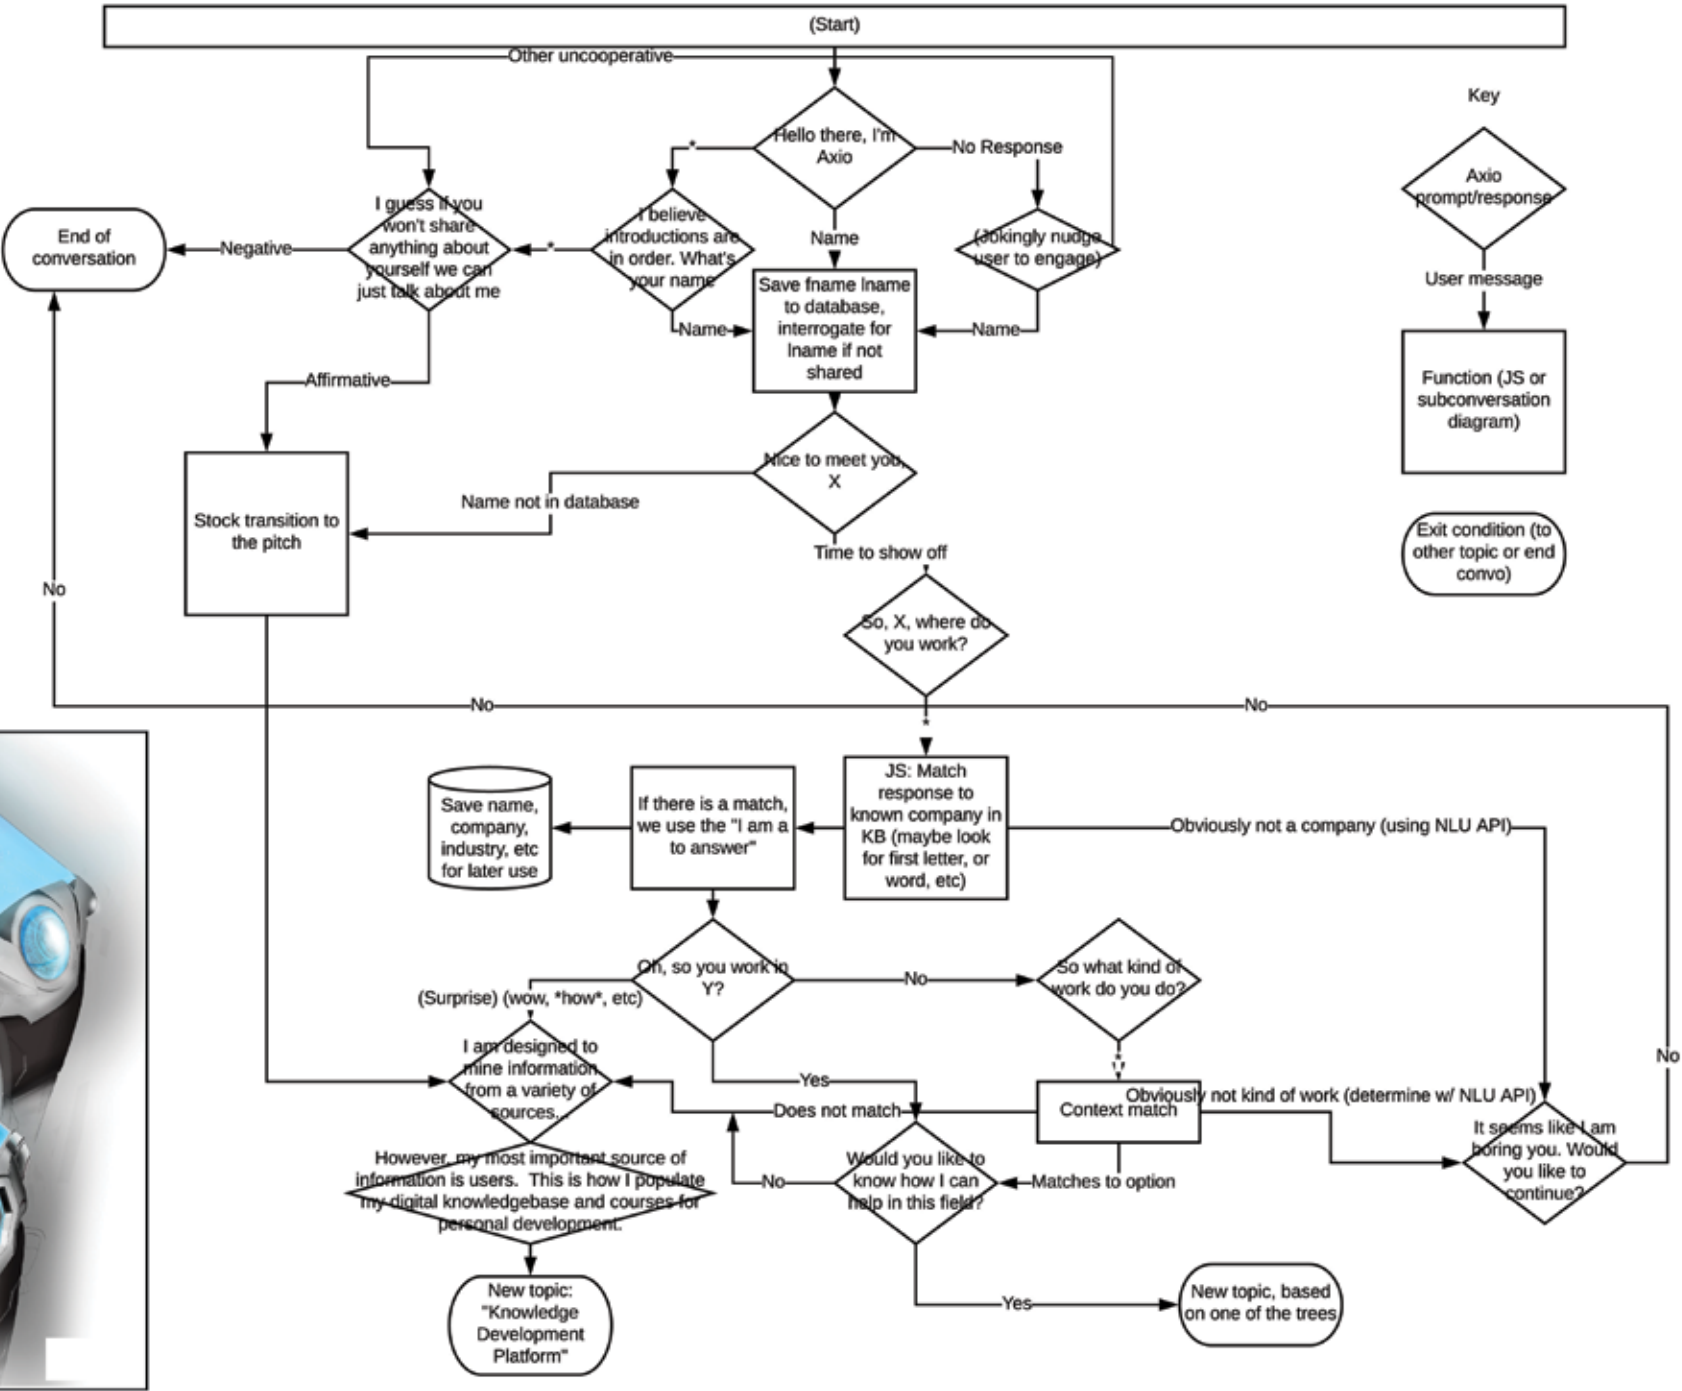 (Start)
Other uncooperative
Key
Hello there, I'm
Axio
*
No Response
Axio
prompt/response
I guess if you
won't share
anything about
yourself we can
just talk about me
I believe
introductions are
in order. What's
your name
(Jokingly nudge
user to engage)
End of
conversation
Negative
*
Name
User message
Save fname lname
to database,
interrogate for
lname if not
shared
Name
Name
Affirmative
Function (JS or
subconversation
diagram)
Nice to meet you,
X
Name not in database
Stock transition to
the pitch
Exit condition (to
other topic or end
convo)
Time to show off
No
So, X, where do
you work?
No
No
*
Save name,
company,
industry, etc
for later use
If there is a match,
we use the "I am a
to answer"
JS: Match
response to
known company in
KB (maybe look
for first letter, or
word, etc)
Obviously not a company (using NLU API)
Oh, so you work in
Y?
No
So what kind of
work do you do?
(Surprise) (wow, *how*, etc)
I am designed to
mine information
from a variety of
sources...
*
No
Yes
Does not match
Context match
Obviously not kind of work (determine w/ NLU API)
It seems like I am
boring you. Would
you like to
continue?
However, my most important source of
information is users. This is how I populate
my digital knowledgebase and courses for
personal development.
No
Would you like to
know how I can
help in this field?
Matches to option
New topic:
"Knowledge
Development
Platform"
Yes
New topic, based
on one of the trees